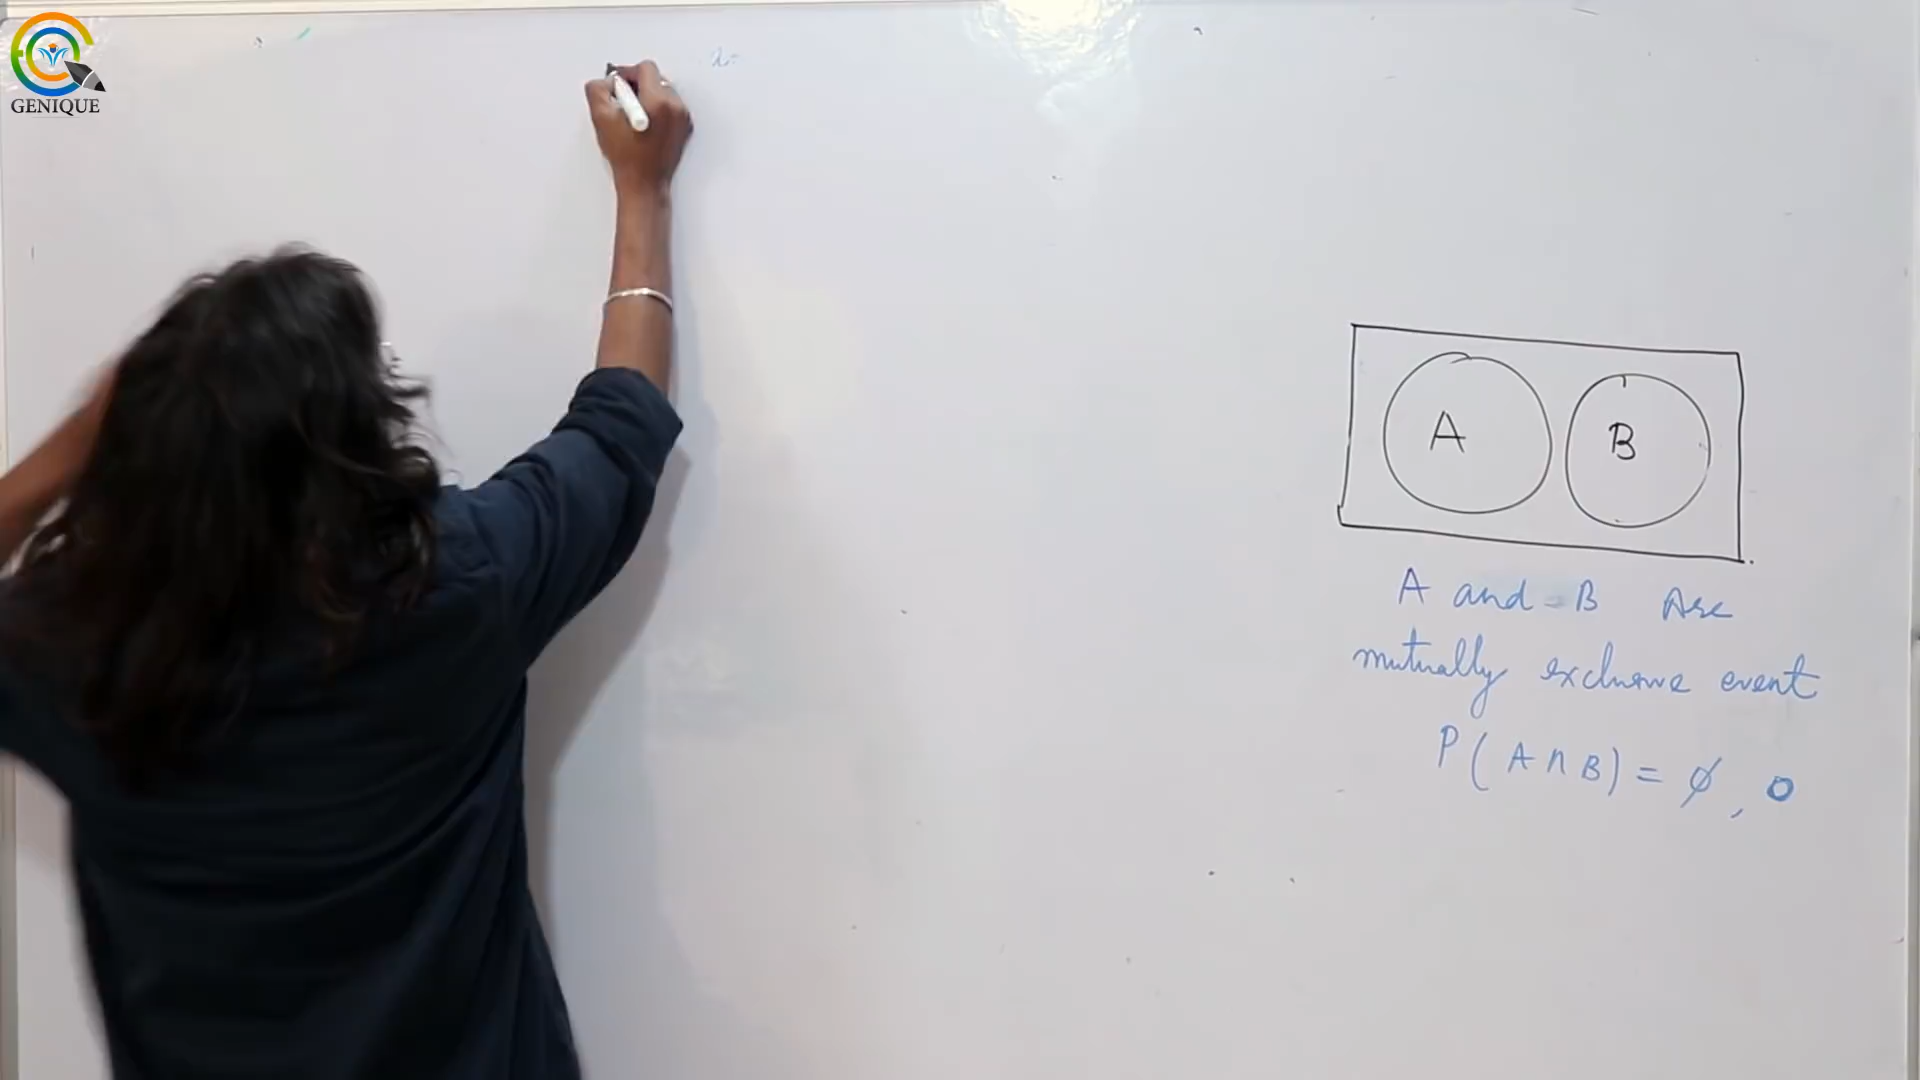 GENIQUE
A B
A and B Are
mutually exclusive event
P(A∩B) = ϕ, 0